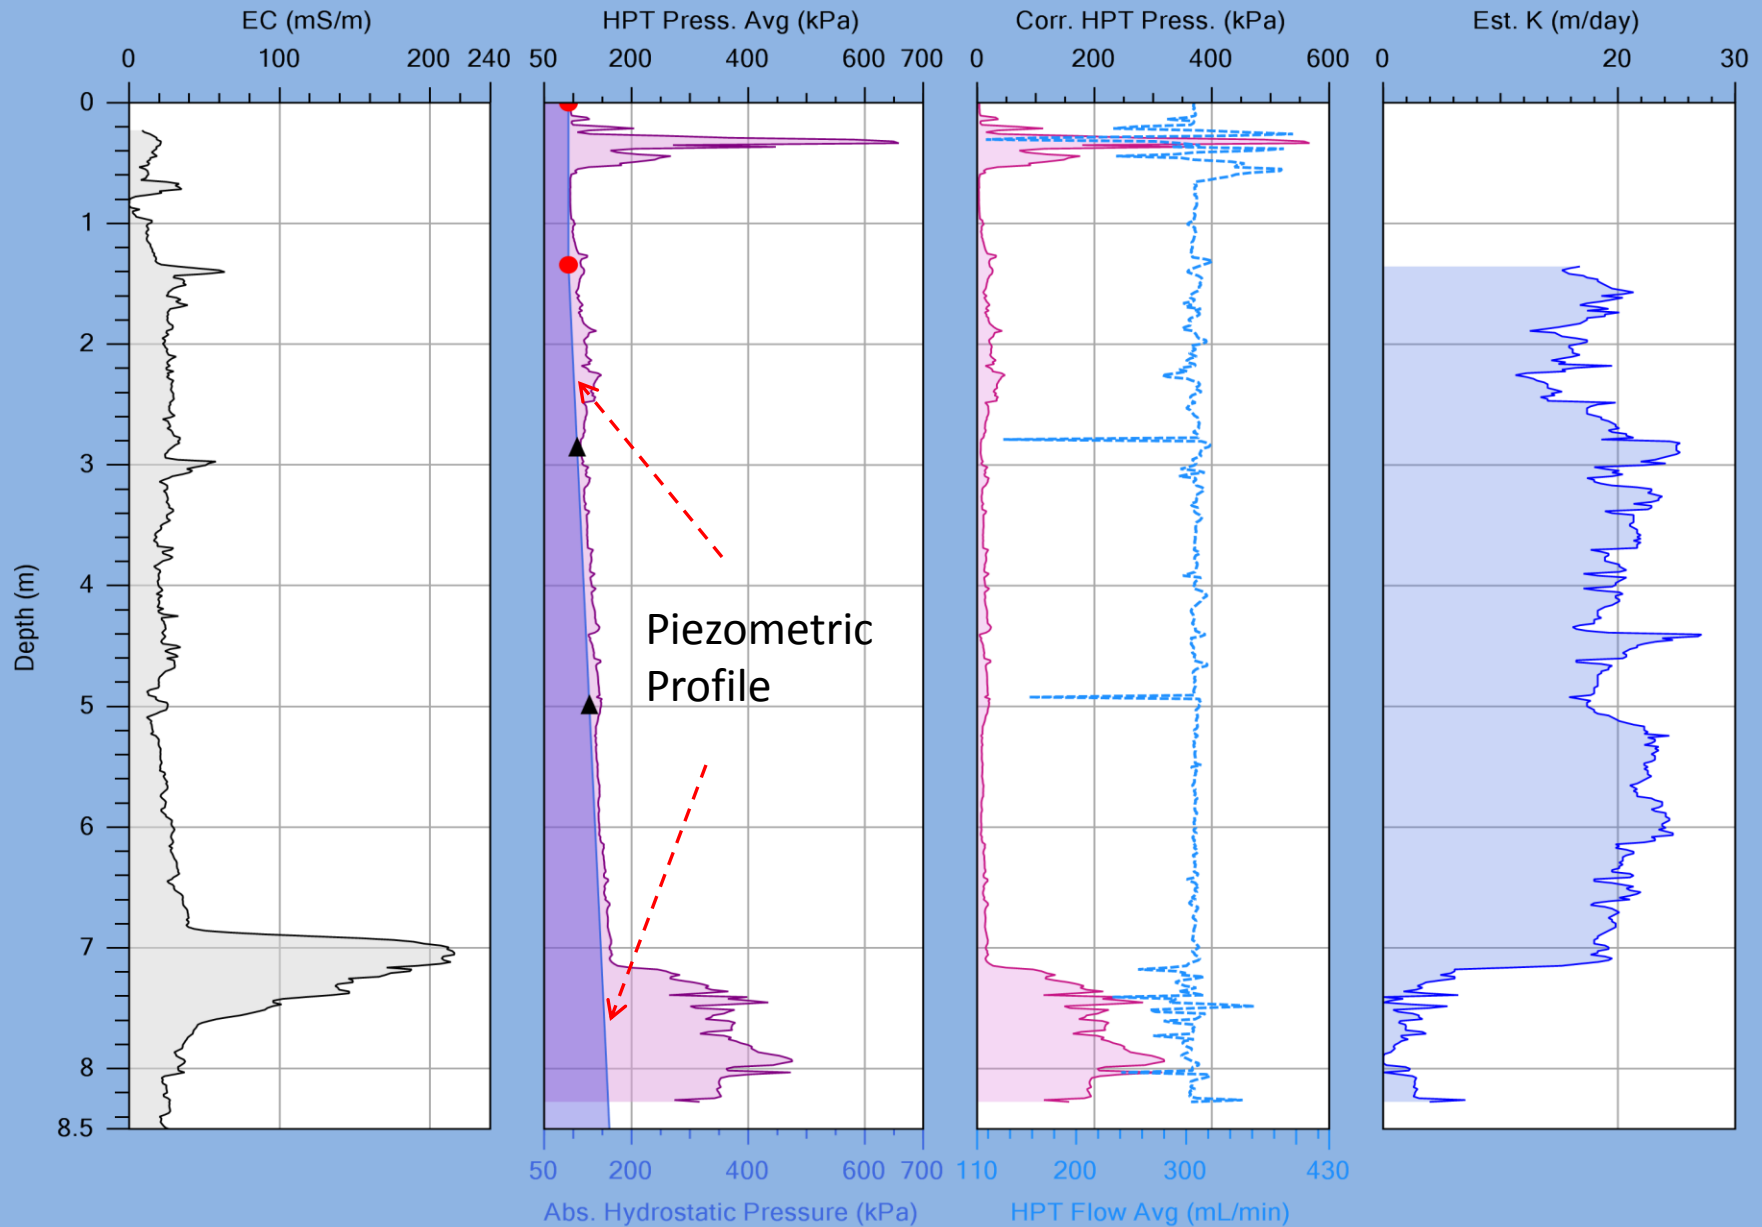 EC (mS/m) HPT Press. Avg (kPa) Corr. HPT Press. (kPa) Est. K (m/day)
0 100 200 240 50 200 400 600 700 0 200 400 600 0 20 30
0
1
2
3
4
Piezometric
Profile
Depth (m)
5
6
7
8
8.5
50 200 400 600 700 110 200 300 430
Abs. Hydrostatic Pressure (kPa) HPT Flow Avg (mL/min)